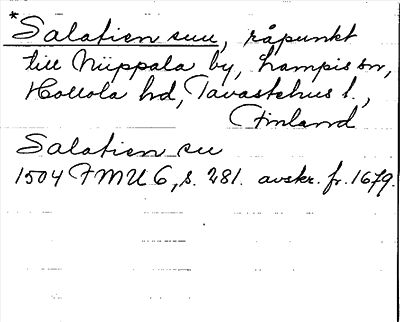 *Salatien suu, råpunkt
till Niippala by, Lampis sn,
Hollola hd, Tavastehus l.,
Finland
Salatien su
1504 FMU 6, s. 281. avskr. fr. 1679.